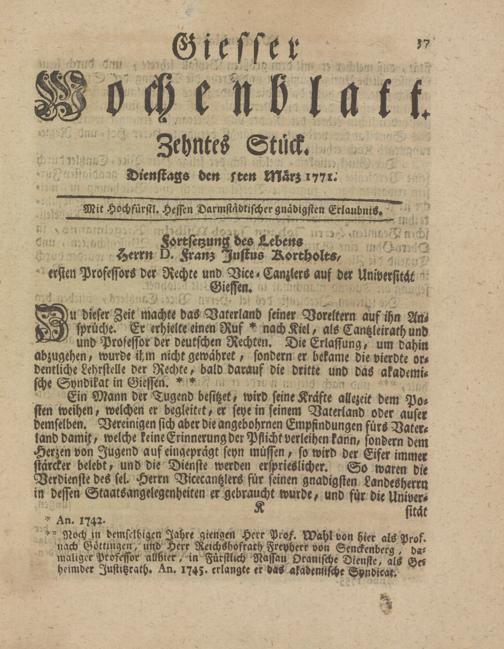 37
Giesser
Wochenblatt.
Zehntes Stück.
Dienstags den 5ten März 1771.
Mit Hochfürstl. Hessen Darmstädtischer gnädigsten Erlaubnis.
Fortsetzung des Lebens
Herrn D. Franz Justus Kortholts,
ersten Professors der Rechte und Vice-Canzlers auf der Universität
Giessen.
Zu dieser Zeit machte das Vaterland seiner Voreltern auf ihn An-
sprüche. Er erhielte einen Ruf * nach Kiel, als Cantzleirath und
und Professor der deutschen Rechten. Die Erlassung, um dahin
abzugehen, wurde ihm nicht gewähret, sondern er bekame die vierdte or-
dentliche Lehrstelle der Rechte, bald darauf die dritte und das akademi-
sche Syndikat in Giessen. * *
Ein Mann der Tugend besitzet, wird seine Kräfte allezeit dem Po-
sten weihen, welchen er begleitet, er seye in seinem Vaterland oder auser
demselben. Vereinigen sich aber die angebohrnen Empfindungen fürs Vater-
land damit, welche keine Erinnerung der Pflicht verleihen kann, sondern dem
Herzen von Jugend auf eingeprägt seyn müssen, so wird der Eifer immer
stärcker belebt, und die Dienste werden ersprieslicher. So waren die
Verdienste des sel. Herrn Vicecantzlers für seinen gnädigsten Landesherrn
in dessen Staatsangelegenheiten er gebraucht wurde, und für die Univer-
K
sität
* An. 1742.
** Noch in demselbigen Jahre giengen Herr Prof. Wahl von hier als Prof.
nach Göttingen, und Herr Reichshofrath Freyherr von Senckenberg, da-
maliger Professor allhier, in Fürstlich Nassau Oranische Dienste, als Ge-
heimder Justitzrath. An. 1745. erlangte er das akademische Syndicat.